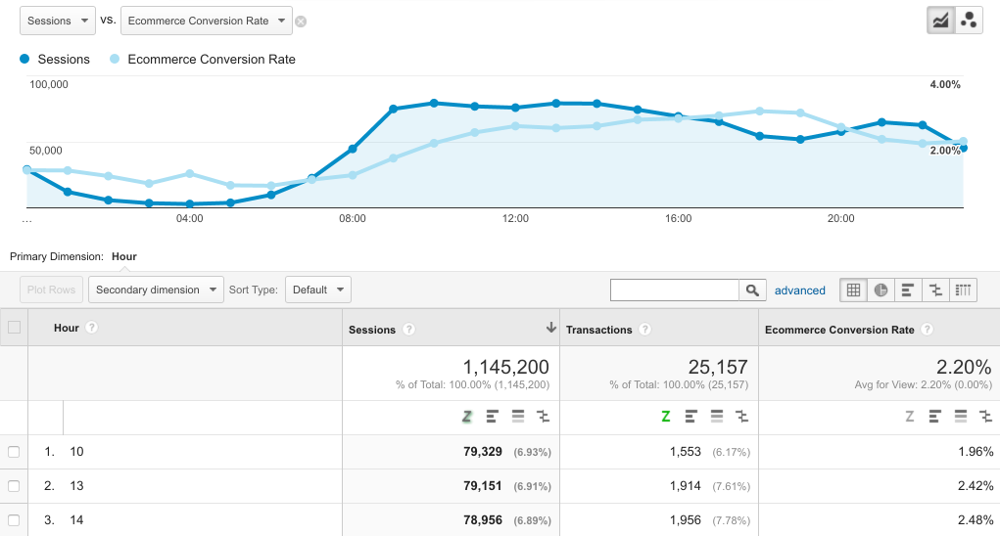 Sessions vs. Ecommerce Conversion Rate
Sessions Ecommerce Conversion Rate
100,000 4.00%
50,000 2.00%
... 04:00 08:00 12:00 16:00 20:00
Primary Dimension: Hour
Plot Rows Secondary dimension Sort Type: Default advanced
Hour ? Sessions ? Transactions ? Ecommerce Conversion Rate ?
1,145,200 25,157 2.20%
% of Total: 100.00% (1,145,200) % of Total: 100.00% (25,157) Avg for View: 2.20% (0.00%)
Z Z Z
1. 10 79,329 (6.93%) 1,553 (6.17%) 1.96%
2. 13 79,151 (6.91%) 1,914 (7.61%) 2.42%
3. 14 78,956 (6.89%) 1,956 (7.78%) 2.48%